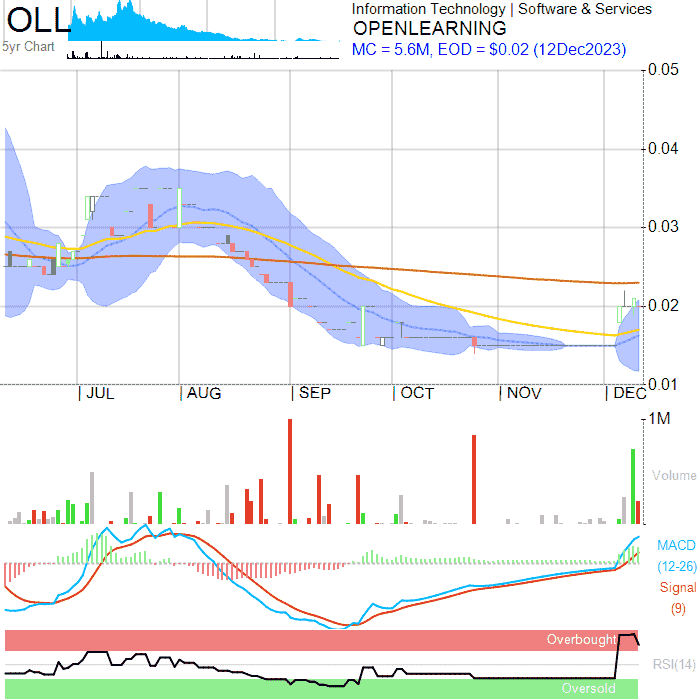 OLL
5yr Chart
Information Technology | Software & Services
OPENLEARNING
MC = 5.6M, EOD = $0.02 (12Dec2023)
0.05
0.04
0.03
0.02
0.01
| JUL | AUG | SEP | OCT | NOV | DEC
1M
Volume
MACD
(12-26)
Signal
(9)
Overbought
RSI(14)
Oversold